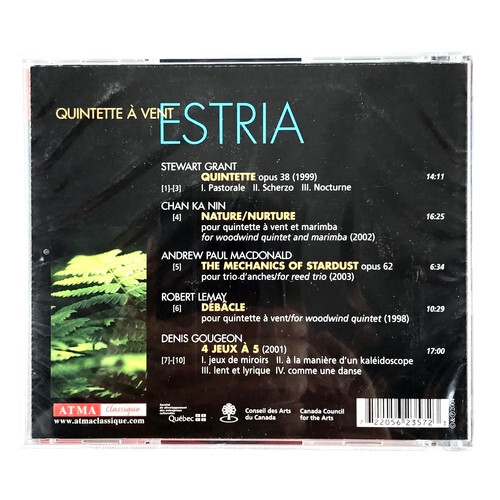 QUINTETTE À VENT ESTRIA
STEWART GRANT
QUINTETTE opus 38 (1999) 14:11
[1]-[3] I. Pastorale II. Scherzo III. Nocturne
CHAN KA NIN
[4] NATURE/NURTURE 16:25
pour quintette à vent et marimba
for woodwind quintet and marimba (2002)
ANDREW PAUL MACDONALD
[5] THE MECHANICS OF STARDUST opus 62 6:34
pour trio d'anches/for reed trio (2003)
ROBERT LEMAY
[6] DÉBÂCLE 10:29
pour quintette à vent/for woodwind quintet (1998)
DENIS GOUGEON
4 JEUX À 5 (2001) 17:00
[7]-[10] I. jeux de miroirs II. à la manière d'un kaléidoscope
III. lent et lyrique IV. comme une danse
ATMA Classique
www.atmaclassique.com
Québec
Conseil des Arts du Canada
Canada Council for the Arts
7 22056 23572 3